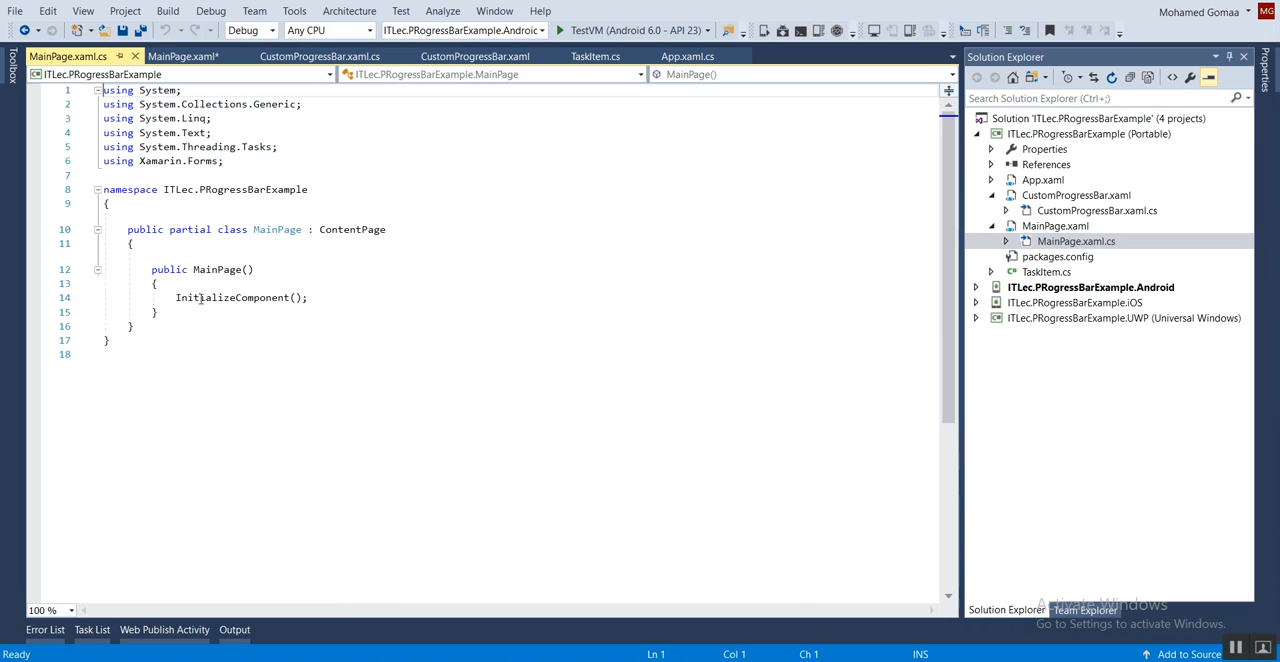 File Edit View Project Build Debug Team Tools Architecture Test Analyze Window Help Mohamed Gomaa MG
Debug Any CPU ITLec.PRogressBarExample.Androic TestVM (Android 6.0 - API 23)
Toolbox
MainPage.xaml.cs MainPage.xaml* CustomProgressBar.xaml.cs CustomProgressBar.xaml TaskItem.cs App.xaml.cs
ITLec.PRogressBarExample ITLec.PRogressBarExample.MainPage MainPage()
1 using System;
2 using System.Collections.Generic;
3 using System.Linq;
4 using System.Text;
5 using System.Threading.Tasks;
6 using Xamarin.Forms;
7
8 namespace ITLec.PRogressBarExample
9 {
10 public partial class MainPage : ContentPage
11 {
12 public MainPage()
13 {
14 InitializeComponent();
15 }
16 }
17 }
18
100 %
Solution Explorer
Search Solution Explorer (Ctrl+;)
Solution 'ITLec.PRogressBarExample' (4 projects)
ITLec.PRogressBarExample (Portable)
Properties
References
App.xaml
CustomProgressBar.xaml
CustomProgressBar.xaml.cs
MainPage.xaml
MainPage.xaml.cs
packages.config
TaskItem.cs
ITLec.PRogressBarExample.Android
ITLec.PRogressBarExample.iOS
ITLec.PRogressBarExample.UWP (Universal Windows)
Properties
Solution Explorer Team Explorer
Activate Windows
Go to Settings to activate Windows.
Error List Task List Web Publish Activity Output
Ready Ln 1 Col 1 Ch 1 INS Add to Source